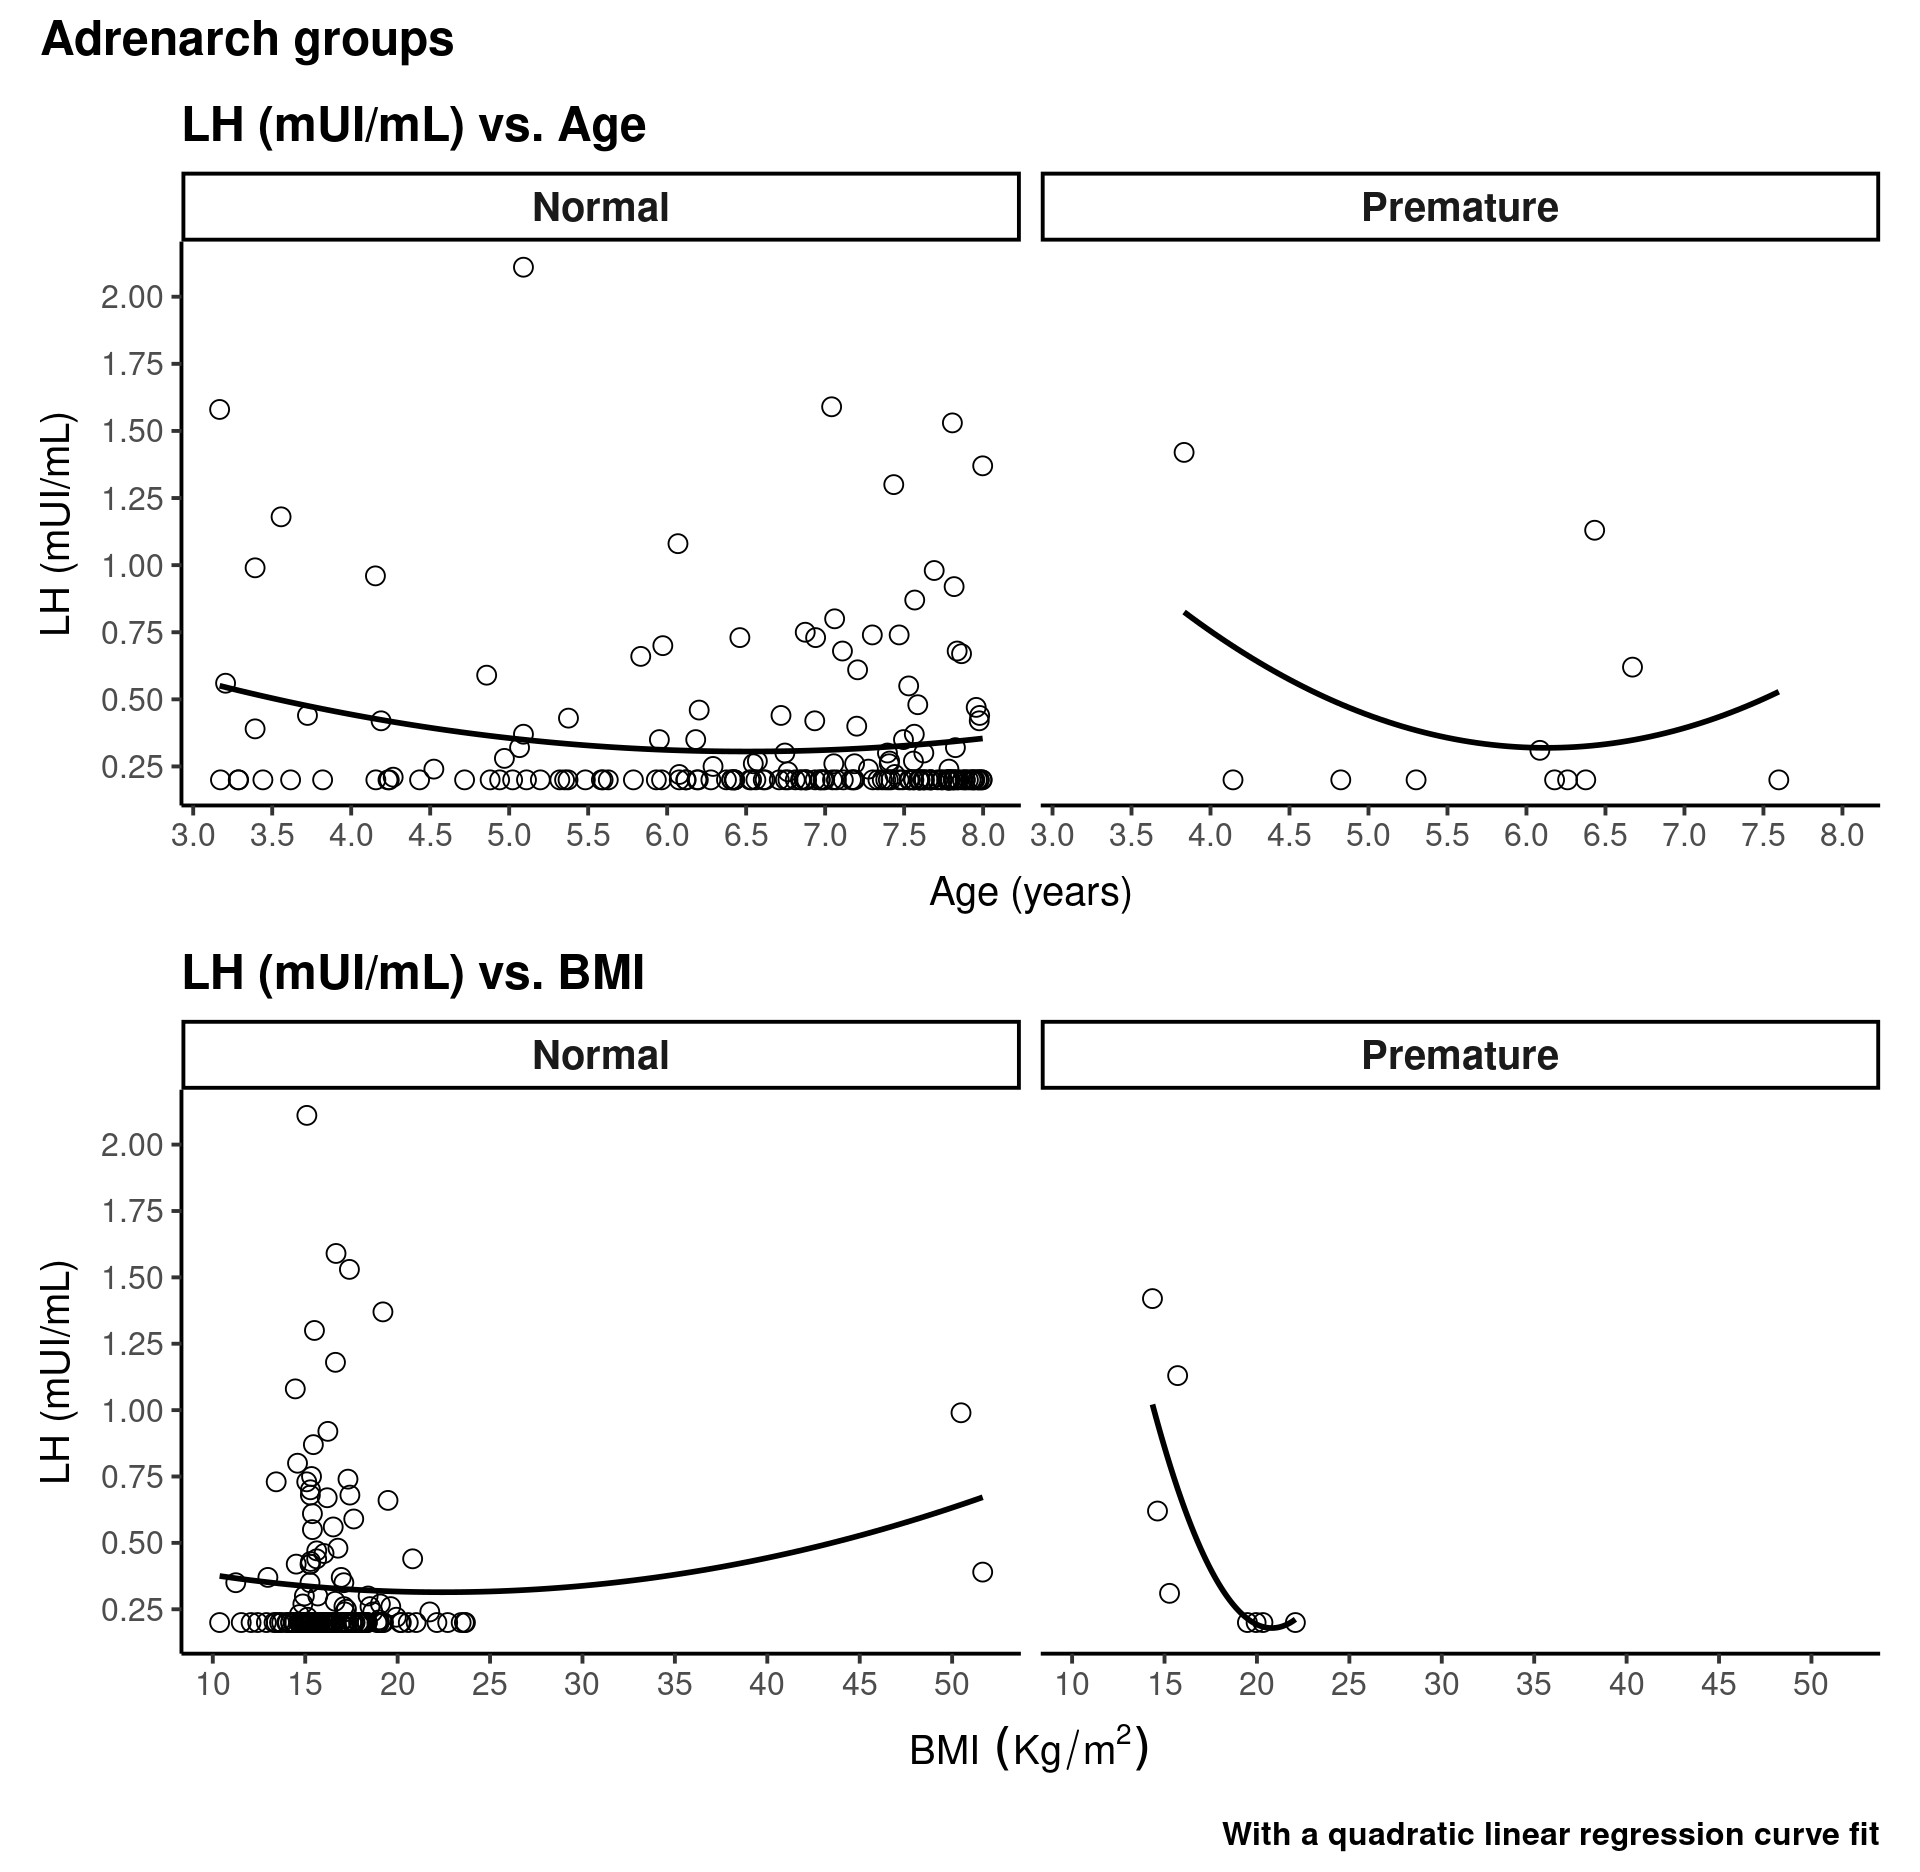 Adrenarch groups
LH (mUI/mL) vs. Age
Normal Premature
2.00
1.75
1.50
1.25
1.00
0.75
0.50
0.25
LH (mUI/mL)
3.0 3.5 4.0 4.5 5.0 5.5 6.0 6.5 7.0 7.5 8.0 3.0 3.5 4.0 4.5 5.0 5.5 6.0 6.5 7.0 7.5 8.0
Age (years)
LH (mUI/mL) vs. BMI
Normal Premature
2.00
1.75
1.50
1.25
1.00
0.75
0.50
0.25
LH (mUI/mL)
10 15 20 25 30 35 40 45 50 10 15 20 25 30 35 40 45 50
BMI (Kg/m²)
With a quadratic linear regression curve fit